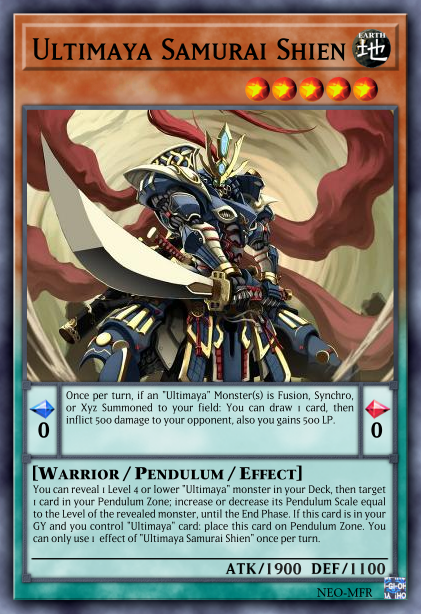 Ultimaya Samurai Shien
EARTH
地
Once per turn, if an "Ultimaya" Monster(s) is Fusion, Synchro,
or Xyz Summoned to your field: You can draw 1 card, then
inflict 500 damage to your opponent, also you gains 500 LP.
0
0
[Warrior / Pendulum / Effect]
You can reveal 1 Level 4 or lower "Ultimaya" monster in your Deck, then target
1 card in your Pendulum Zone; increase or decrease its Pendulum Scale equal
to the Level of the revealed monster, until the End Phase. If this card is in your
GY and you control "Ultimaya" card: place this card on Pendulum Zone. You
can only use 1 effect of "Ultimaya Samurai Shien" once per turn.
ATK/1900 DEF/1100
NEO-MFR